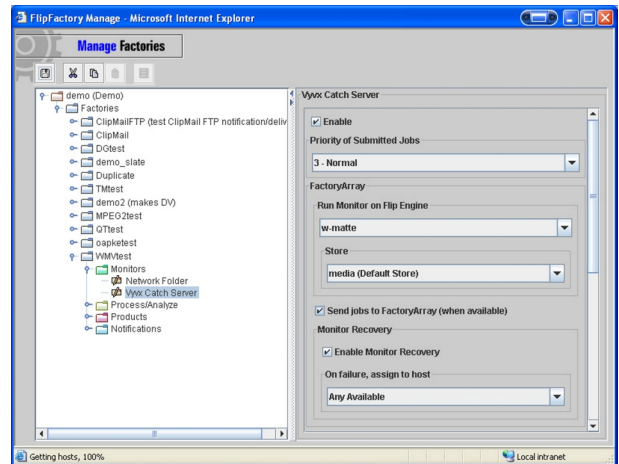 FlipFactory Manage - Microsoft Internet Explorer
Manage Factories
demo (Demo)
Factories
ClipMailFTP (test ClipMail FTP notification/deliv
ClipMail
DGtest
demo_slate
Duplicate
TMtest
demo2 (makes DV)
MPEG2test
QTtest
oapketest
WMVtest
Monitors
Network Folder
Vyvx Catch Server
Process/Analyze
Products
Notifications
Vyvx Catch Server
Enable
Priority of Submitted Jobs
3 - Normal
FactoryArray
Run Monitor on Flip Engine
w-matte
Store
media (Default Store)
Send jobs to FactoryArray (when available)
Monitor Recovery
Enable Monitor Recovery
On failure, assign to host
Any Available
Getting hosts, 100%
Local intranet